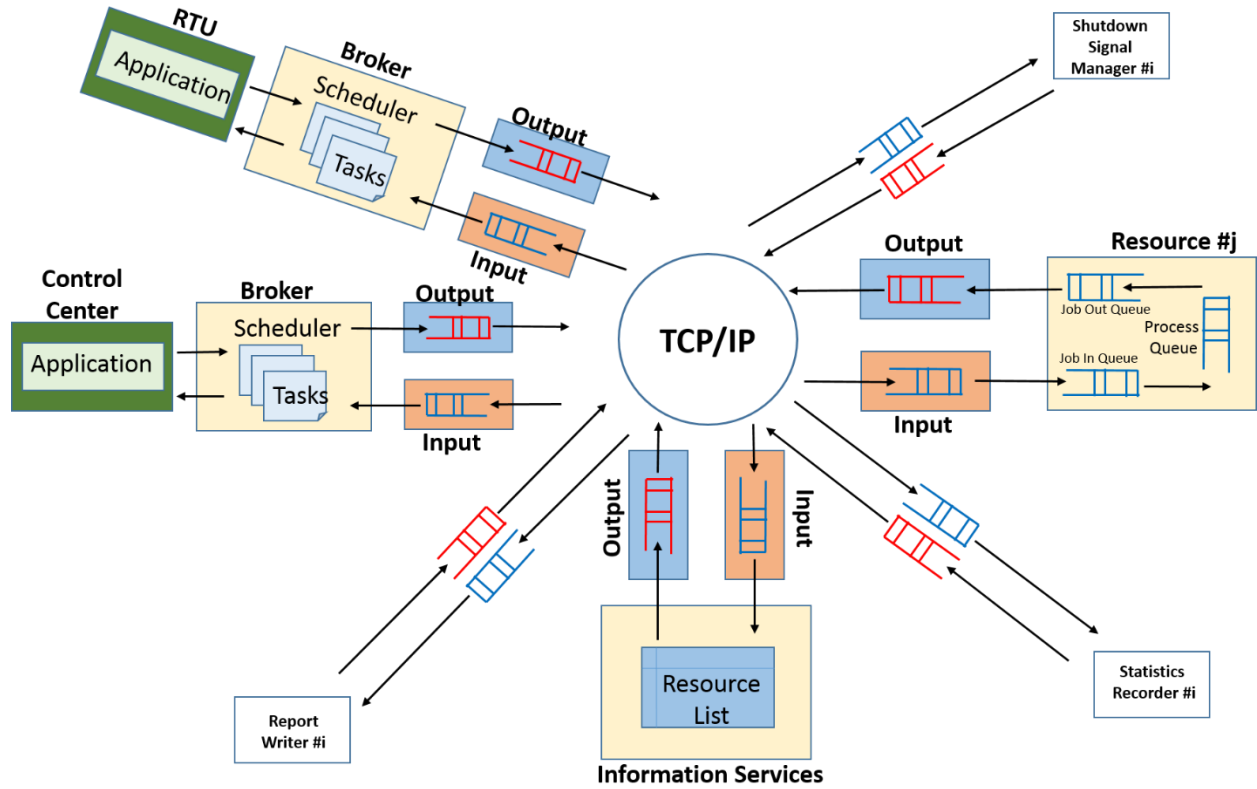 RTU
Application
Broker
Scheduler
Tasks
Output
Input
Shutdown
Signal
Manager #i
Control
Center
Application
Broker
Scheduler
Tasks
Output
Input
TCP/IP
Output
Input
Resource #j
Job Out Queue
Process
Queue
Job In Queue
Output
Input
Resource
List
Information Services
Report
Writer #i
Statistics
Recorder #i